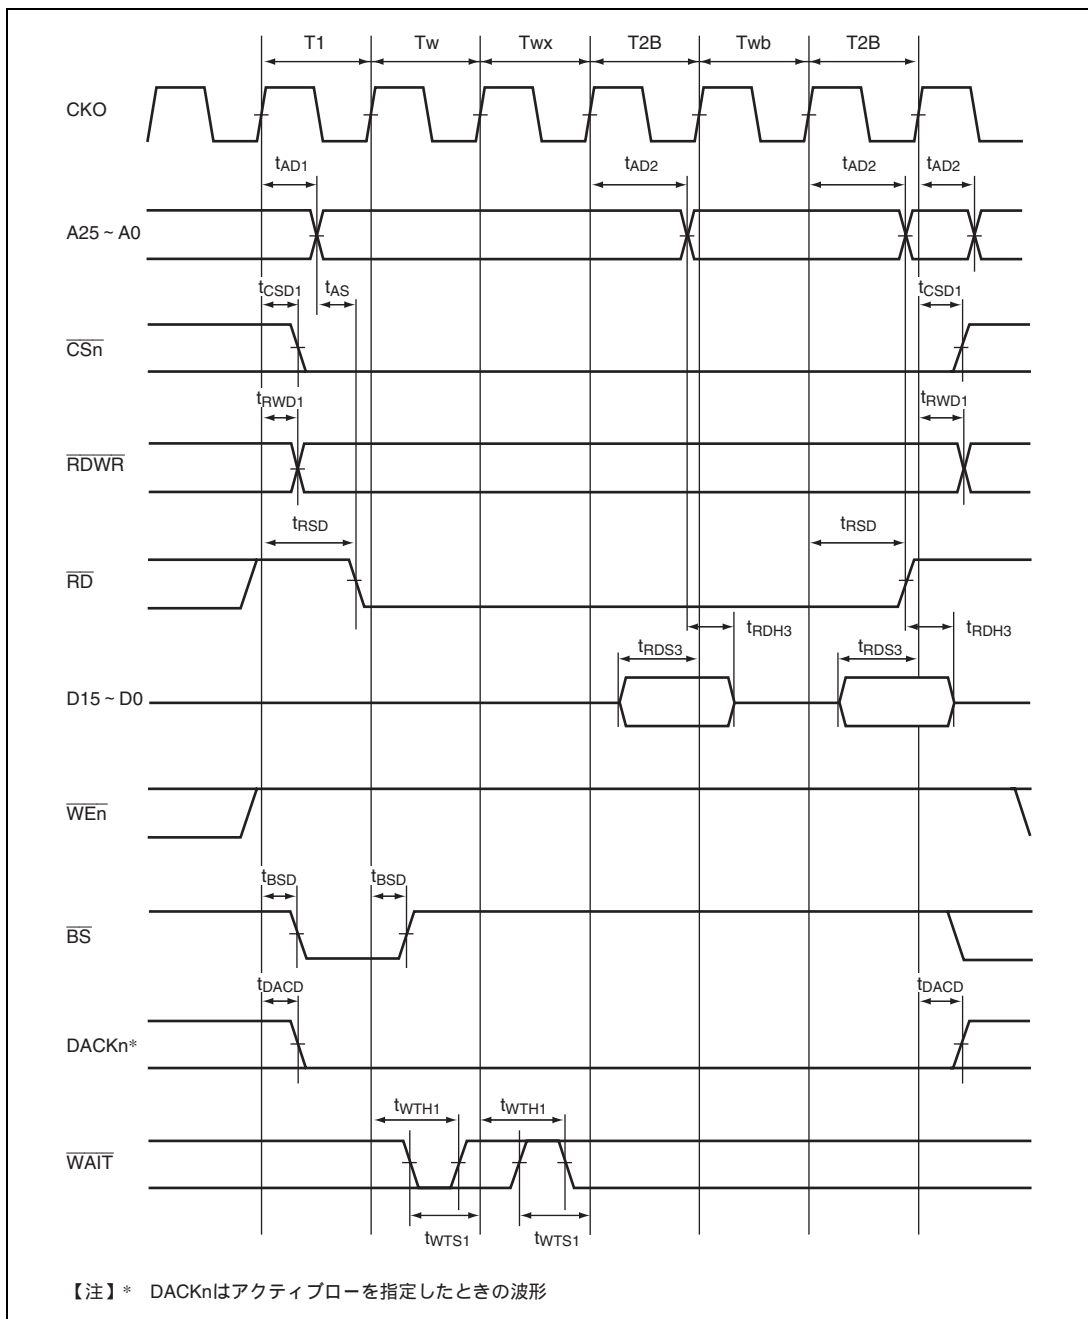 T1 Tw Twx T2B Twb T2B
CKO
tAD1 tAD2 tAD2 tAD2
A25 ~ A0
tCSD1 tAS tCSD1
CSn
tRWD1 tRWD1
RDWR
tRSD tRSD
RD
tRDH3 tRDH3
tRDS3 tRDS3
D15 ~ D0
WEn
tBSD tBSD
BS
tDACD tDACD
DACKn*
tWTH1 tWTH1
WAIT
tWTS1 tWTS1
【注】* DACKnはアクティブローを指定したときの波形